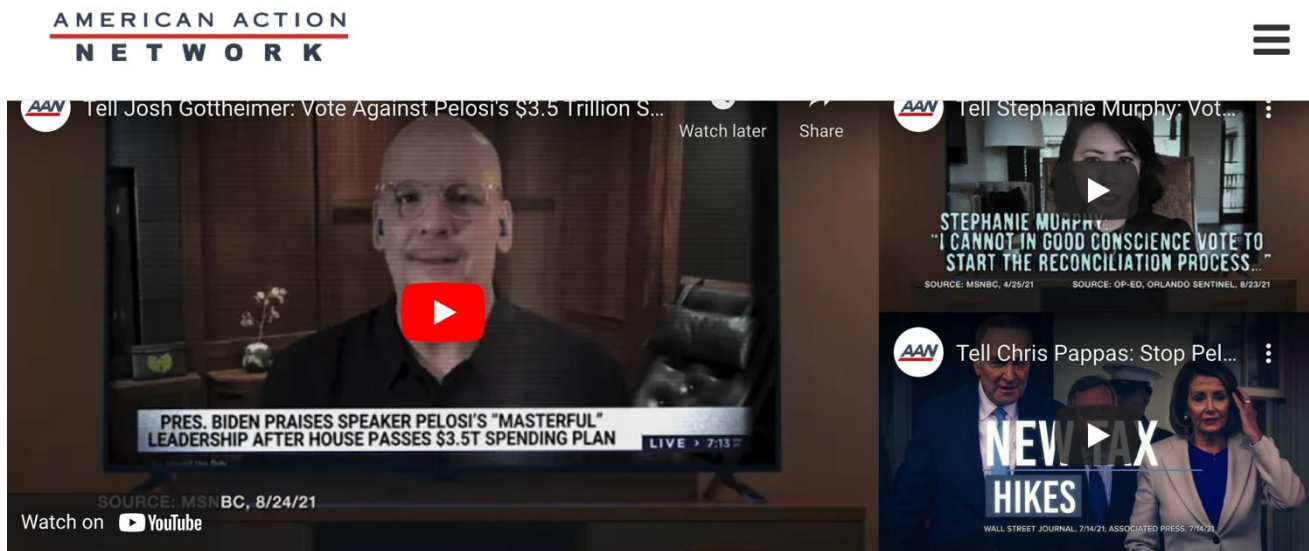 AMERICAN ACTION
NETWORK
AAN
Tell Josh Gottheimer: Vote Against Pelosi's $3.5 Trillion S...
Watch later
Share
PRES. BIDEN PRAISES SPEAKER PELOSI'S "MASTERFUL"
LEADERSHIP AFTER HOUSE PASSES $3.5T SPENDING PLAN
LIVE
7:13
SOURCE: MSNBC, 8/24/21
Watch on YouTube
AAN
Tell Stephanie Murphy: Vot...
STEPHANIE MURPHY:
"I CANNOT IN GOOD CONSCIENCE VOTE TO
START THE RECONCILIATION PROCESS..."
SOURCE: MSNBC, 4/25/21 SOURCE: OP-ED, ORLANDO SENTINEL, 8/23/21
AAN
Tell Chris Pappas: Stop Pel...
NEW TAX
HIKES
WALL STREET JOURNAL, 7/14/21; ASSOCIATED PRESS, 7/14/21